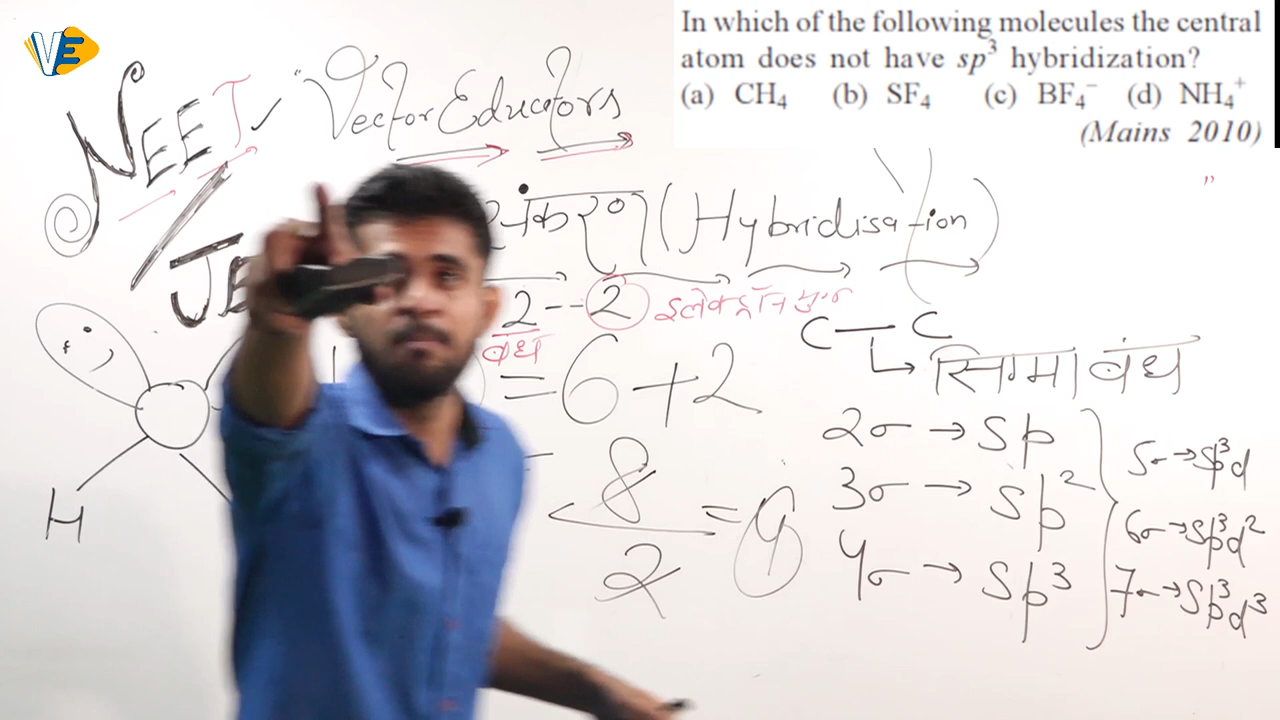 VE
In which of the following molecules the central
atom does not have sp³ hybridization?
(a) CH₄ (b) SF₄ (c) BF₄⁻ (d) NH₄⁺
(Mains 2010)
NEET
Vector Educators
(Hybridisation)
2--2
बंध
C—C
सिग्मा बंध
= 6+2
8
2
= 4
H
2σ → sp
3σ → sp²
4σ → sp³
5σ → sp³d
6σ → sp³d²
7σ → sp³d³